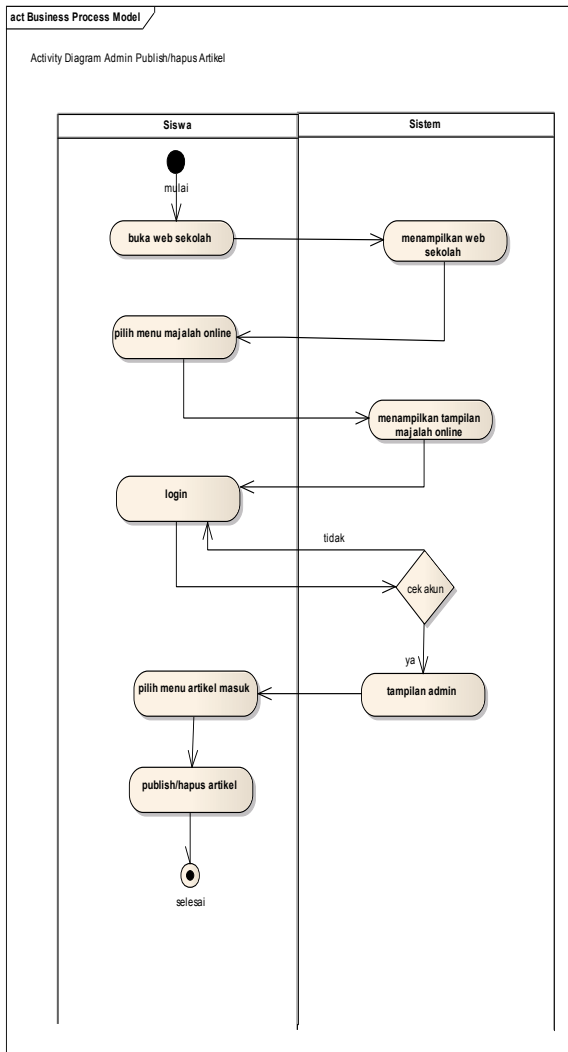 act Business Process Model
Activity Diagram Admin Publish/hapus Artikel
Siswa
Sistem
mulai
buka web sekolah
menampilkan web
sekolah
pilih menu majalah online
menampilkan tampilan
majalah online
login
tidak
cek akun
ya
pilih menu artikel masuk
tampilan admin
publish/hapus artikel
selesai